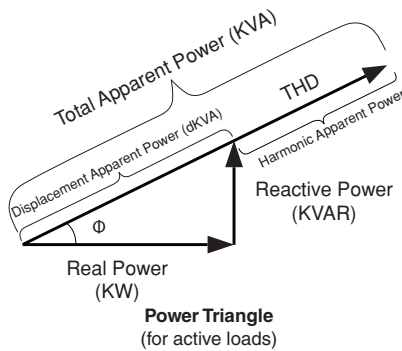 Total Apparent Power (KVA)
THD
Displacement Apparent Power (dKVA)
Harmonic Apparent Power
Reactive Power
(KVAR)
Φ
Real Power
(KW)
Power Triangle
(for active loads)